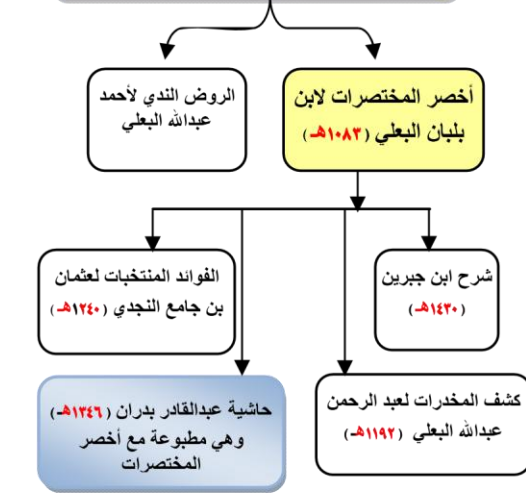 أخصر المختصرات لابن
بلبان البعلي (١٠٨٣هـ)
الروض الندي لأحمد
عبدالله البعلي
شرح ابن جبرين
(١٤٣٠هـ)
الفوائد المنتخبات لعثمان
بن جامع النجدي (١٢٤٠هـ)
كشف المخدرات لعبد الرحمن
عبدالله البعلي (١١٩٢هـ)
حاشية عبدالقادر بدران (١٣٤٦هـ)
وهي مطبوعة مع أخصر
المختصرات